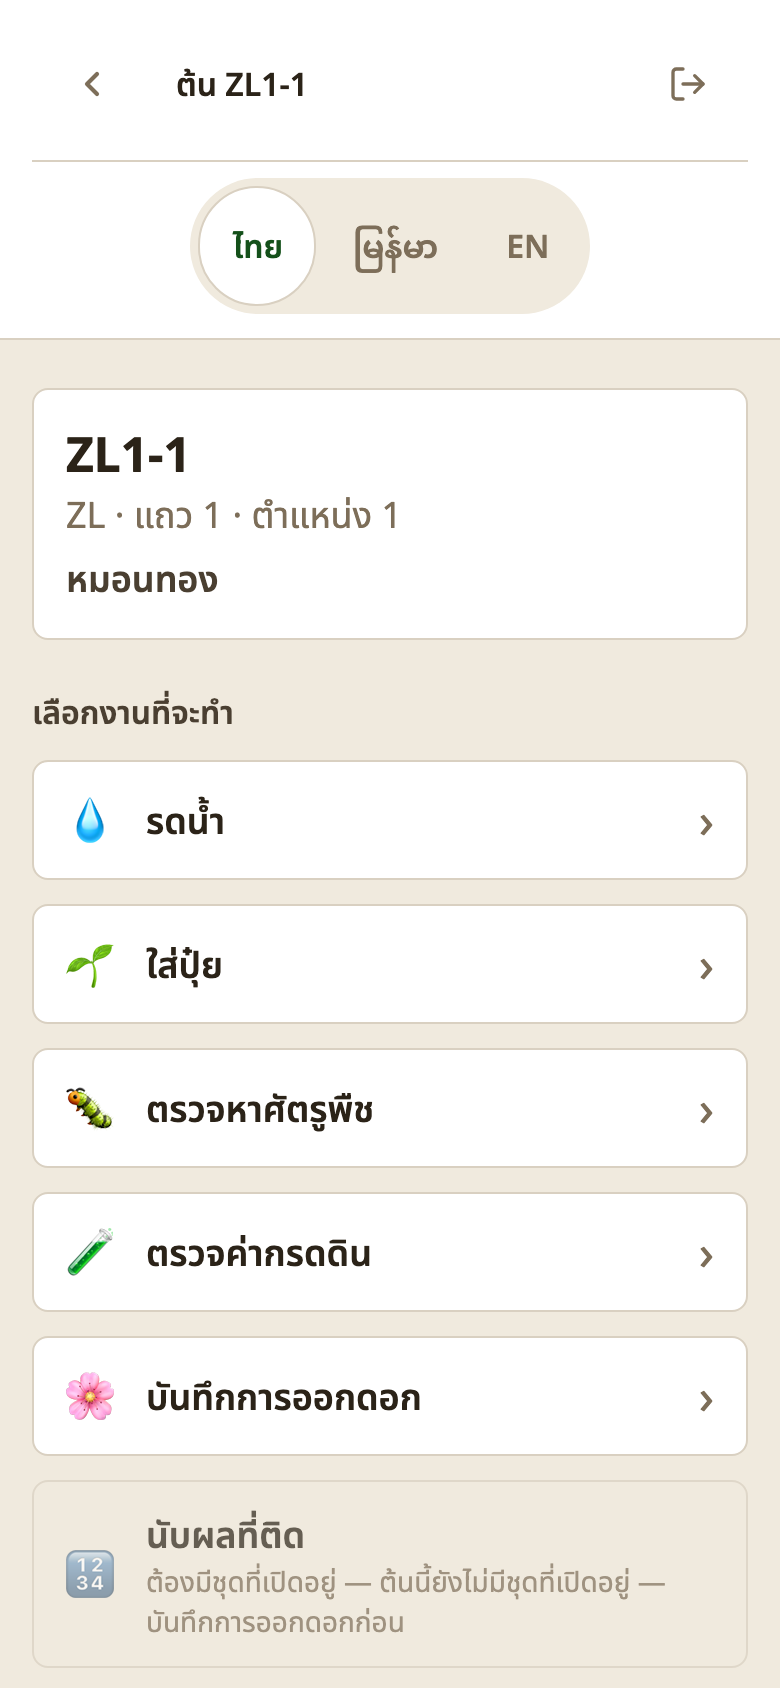 ต้น ZL1-1
ไทย မြန်မာ EN
ZL1-1
ZL · แถว 1 · ตำแหน่ง 1
หมอนทอง
เลือกงานที่จะทำ
รดน้ำ
ใส่ปุ๋ย
ตรวจหาศัตรูพืช
ตรวจค่ากรดดิน
บันทึกการออกดอก
1234
นับผลที่ติด
ต้องมีชุดที่เปิดอยู่ — ต้นนี้ยังไม่มีชุดที่เปิดอยู่ —
บันทึกการออกดอกก่อน